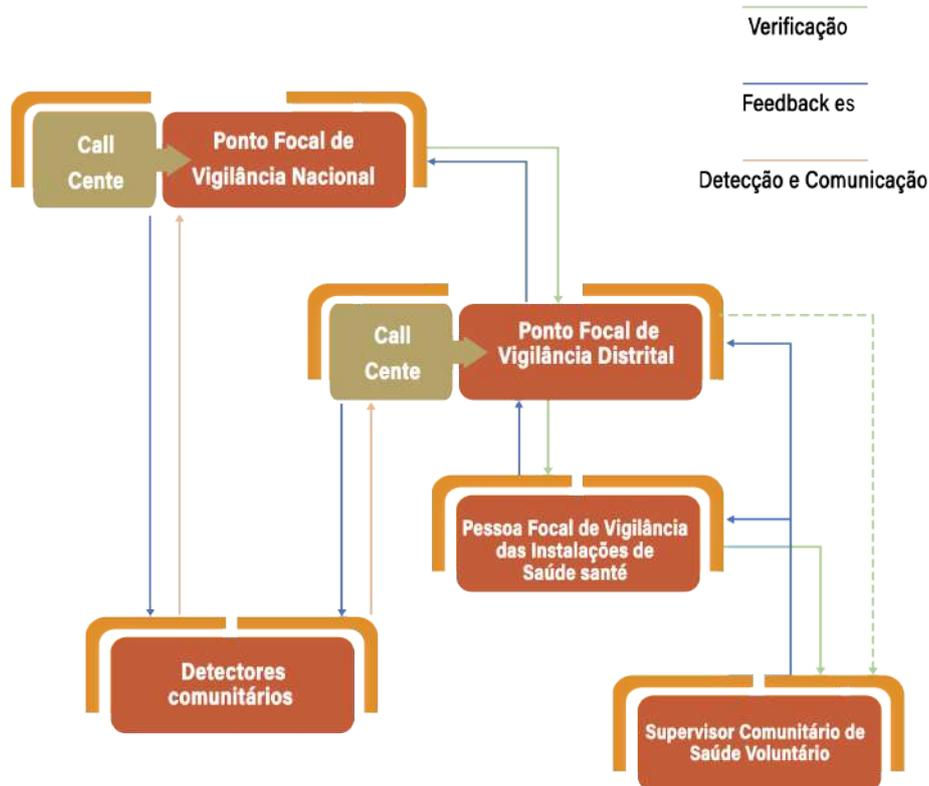 Verificação
Feedback es
Detecção e Comunicação
Call
Cente
Ponto Focal de
Vigilância Nacional
Call
Cente
Ponto Focal de
Vigilância Distrital
Pessoa Focal de Vigilância
das Instalações de
Saúde santé
Detectores
comunitários
Supervisor Comunitário de
Saúde Voluntário